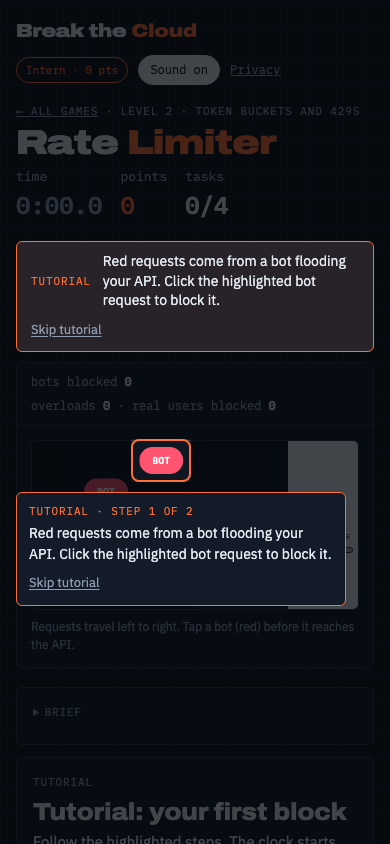 Break the Cloud
Intern · 0 pts
Sound on
Privacy
← ALL GAMES · LEVEL 2 · TOKEN BUCKETS AND 429S
Rate Limiter
time
points
tasks
0:00.0
0
0/4
TUTORIAL
Red requests come from a bot flooding
your API. Click the highlighted bot
request to block it.
Skip tutorial
bots blocked 0
overloads 0 · real users blocked 0
BOT
BOT
TUTORIAL · STEP 1 OF 2
Red requests come from a bot flooding your
API. Click the highlighted bot request to block it.
Skip tutorial
Requests travel left to right. Tap a bot (red) before it reaches
the API.
▶ BRIEF
TUTORIAL
Tutorial: your first block
Follow the highlighted steps. The clock starts